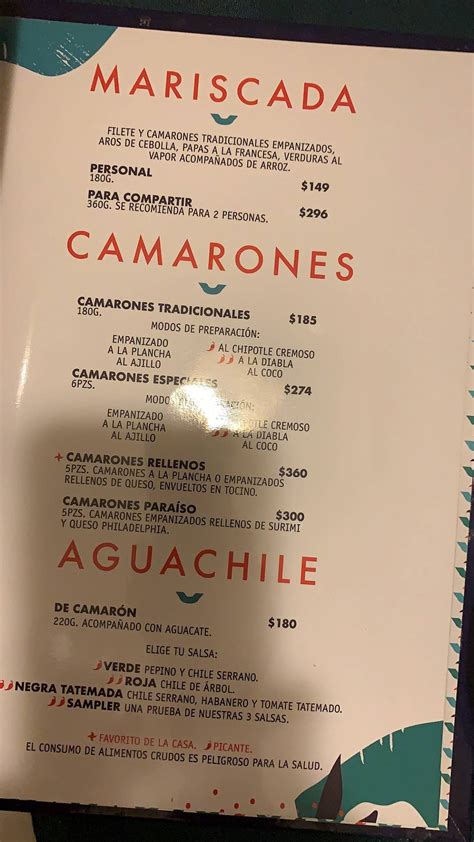 MARISCADA
FILETE Y CAMARONES TRADICIONALES EMPANIZADOS,
AROS DE CEBOLLA, PAPAS A LA FRANCESA, VERDURAS AL
VAPOR ACOMPAÑADOS DE ARROZ.
PERSONAL $149
180G.
PARA COMPARTIR $296
360G. SE RECOMIENDA PARA 2 PERSONAS.
CAMARONES
CAMARONES TRADICIONALES $185
180G.
MODOS DE PREPARACIÓN:
EMPANIZADO AL CHIPOTLE CREMOSO
A LA PLANCHA A LA DIABLA
AL AJILLO AL COCO
CAMARONES ESPECIALES $274
6PZS.
MODOS
EMPANIZADO CHIPOTLE CREMOSO
A LA PLANCHA A LA DIABLA
AL AJILLO AL COCO
+ CAMARONES RELLENOS $360
5PZS. CAMARONES A LA PLANCHA O EMPANIZADOS
RELLENOS DE QUESO, ENVUELTOS EN TOCINO.
CAMARONES PARAÍSO $300
5PZS. CAMARONES EMPANIZADOS RELLENOS DE SURIMI
Y QUESO PHILADELPHIA.
AGUACHILE
DE CAMARÓN $180
220G. ACOMPAÑADO CON AGUACATE.
ELIGE TU SALSA:
VERDE PEPINO Y CHILE SERRANO.
ROJA CHILE DE ÁRBOL.
NEGRA TATEMADA CHILE SERRANO, HABANERO Y TOMATE TATEMADO.
SAMPLER UNA PRUEBA DE NUESTRAS 3 SALSAS.
+ FAVORITO DE LA CASA. PICANTE.
EL CONSUMO DE ALIMENTOS CRUDOS ES PELIGROSO PARA LA SALUD.